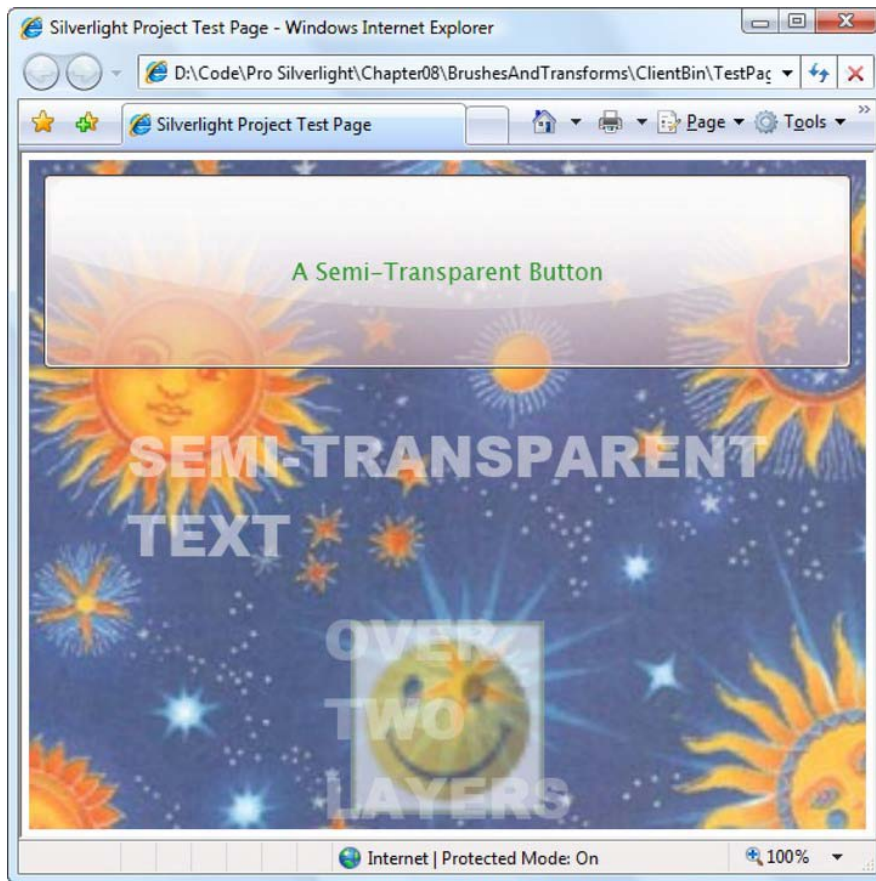 Silverlight Project Test Page - Windows Internet Explorer
D:\Code\Pro Silverlight\Chapter08\BrushesAndTransforms\ClientBin\TestPag
Silverlight Project Test Page
Page
Tools
A Semi-Transparent Button
SEMI-TRANSPARENT
TEXT
OVER
TWO
LAYERS
Internet | Protected Mode: On
100%